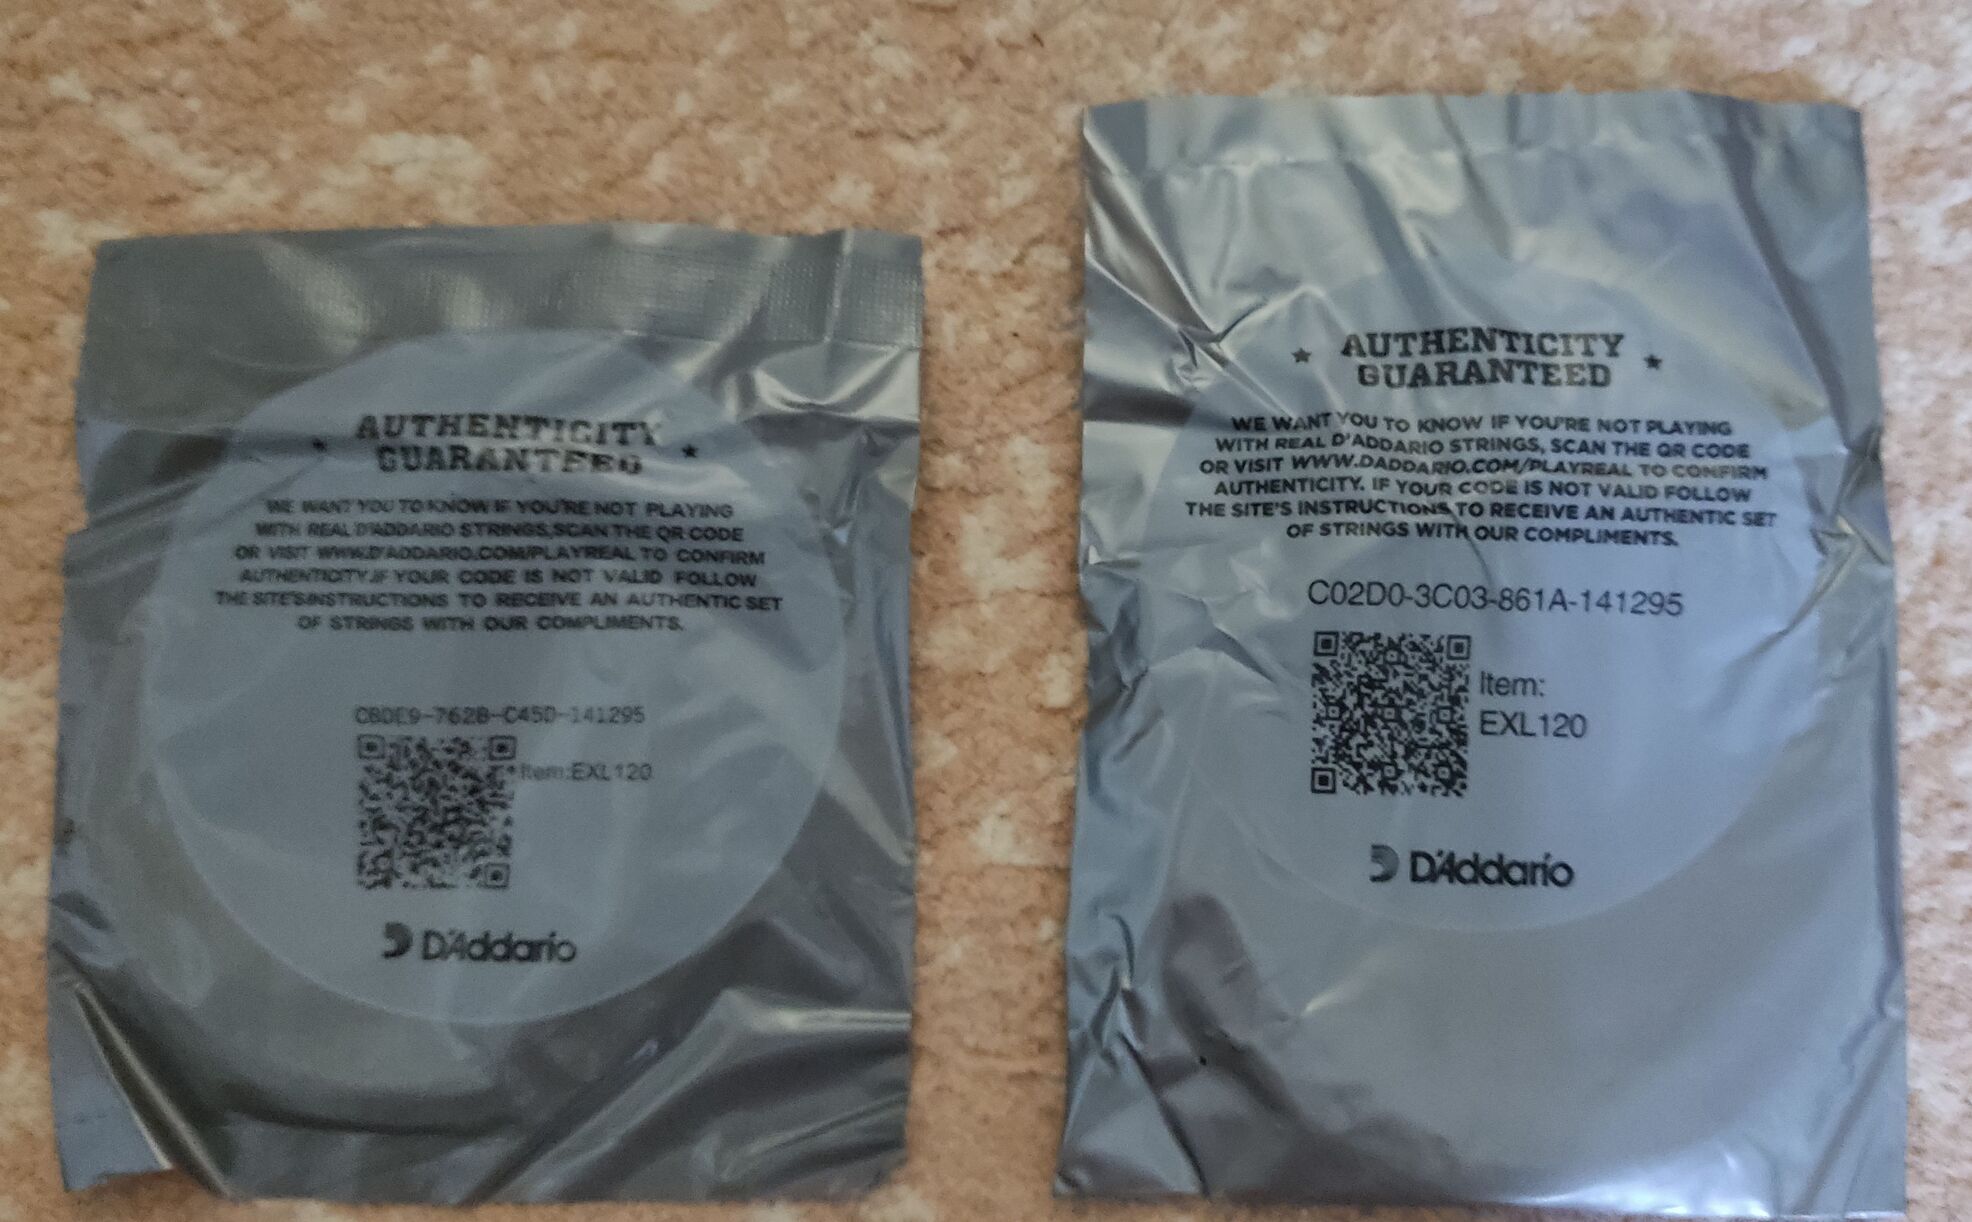 AUTHENTICITY
GUARANTEED
WE WANT YOU TO KNOW IF YOU'RE NOT PLAYING
WITH REAL D'ADDARIO STRINGS,SCAN THE QR CODE
OR VISIT WWW.D'ADDARIO.COM/PLAYREAL TO CONFIRM
AUTHENTICITY.IF YOUR CODE IS NOT VALID FOLLOW
THE SITE'S INSTRUCTIONS TO RECEIVE AN AUTHENTIC SET
OF STRINGS WITH OUR COMPLIMENTS.
C8DE9-762B-C45D-141295
Item:EXL120
D'Addario
AUTHENTICITY
GUARANTEED
WE WANT YOU TO KNOW IF YOU'RE NOT PLAYING
WITH REAL D'ADDARIO STRINGS, SCAN THE QR CODE
OR VISIT WWW.DADDARIO.COM/PLAYREAL TO CONFIRM
AUTHENTICITY. IF YOUR CODE IS NOT VALID FOLLOW
THE SITE'S INSTRUCTIONS TO RECEIVE AN AUTHENTIC SET
OF STRINGS WITH OUR COMPLIMENTS.
C02D0-3C03-861A-141295
Item:
EXL120
D'Addario